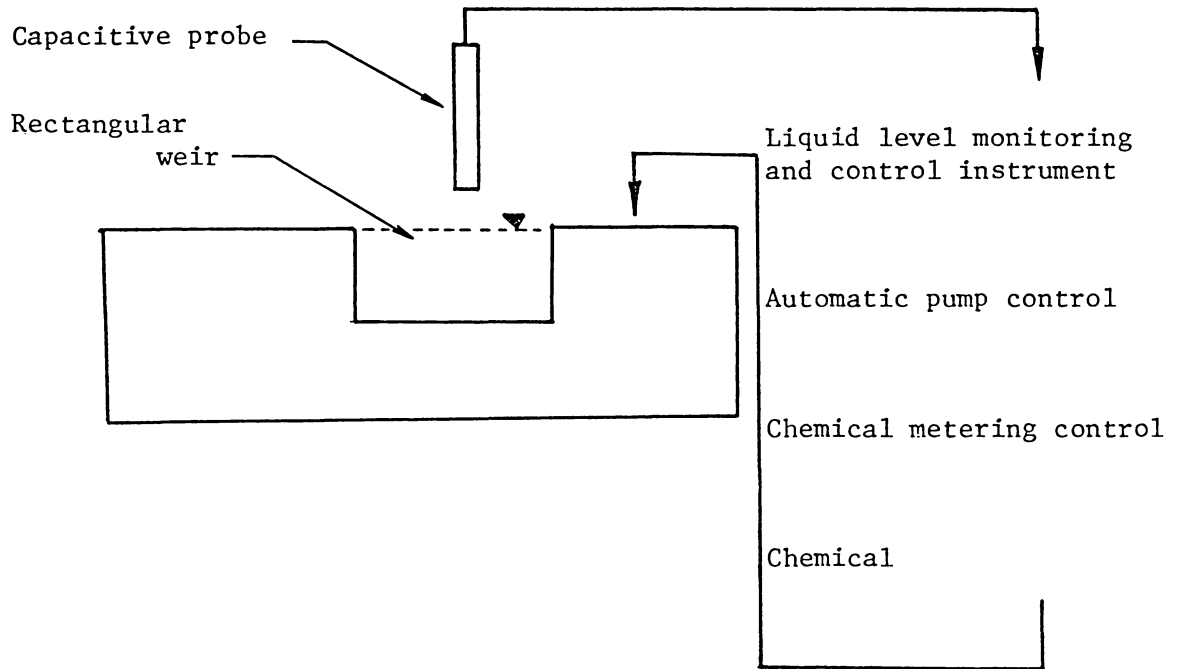 Capacitive probe
Rectangular
weir
Liquid level monitoring
and control instrument
Automatic pump control
Chemical metering control
Chemical